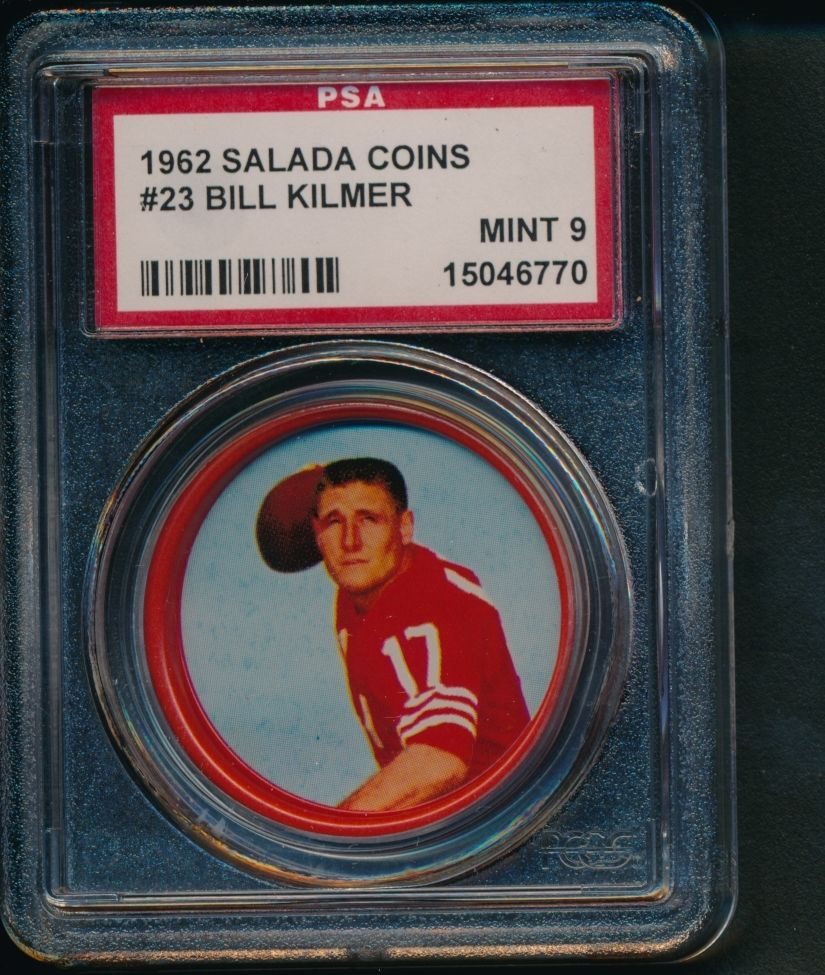 PSA
1962 SALADA COINS
#23 BILL KILMER
MINT 9
15046770
17